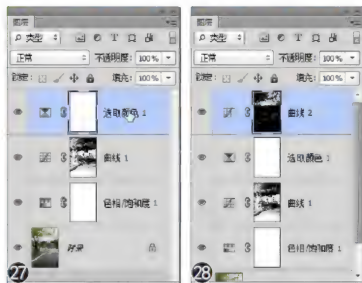 图层
类型
正常 不透明度: 100%
锁定: 填充: 100%
选取颜色 1
曲线 1
色相/饱和度 1
背景
27
图层
类型
正常 不透明度: 100%
锁定: 填充: 100%
曲线 2
选取颜色 1
曲线 1
色相/饱和度 1
28